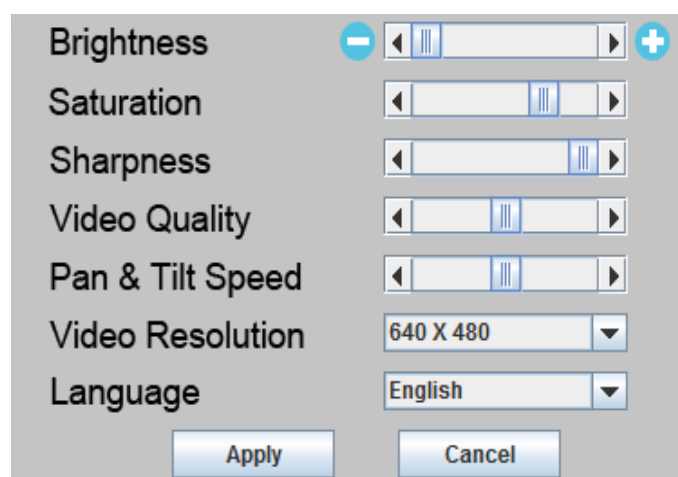 Brightness
Saturation
Sharpness
Video Quality
Pan & Tilt Speed
Video Resolution 640 X 480
Language English
Apply Cancel